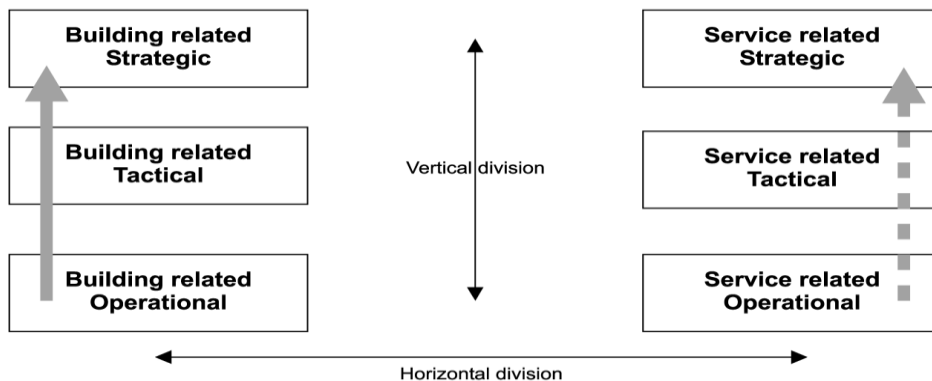 Building related
Strategic
Service related
Strategic
Building related
Tactical
Vertical division
Service related
Tactical
Building related
Operational
Service related
Operational
Horizontal division